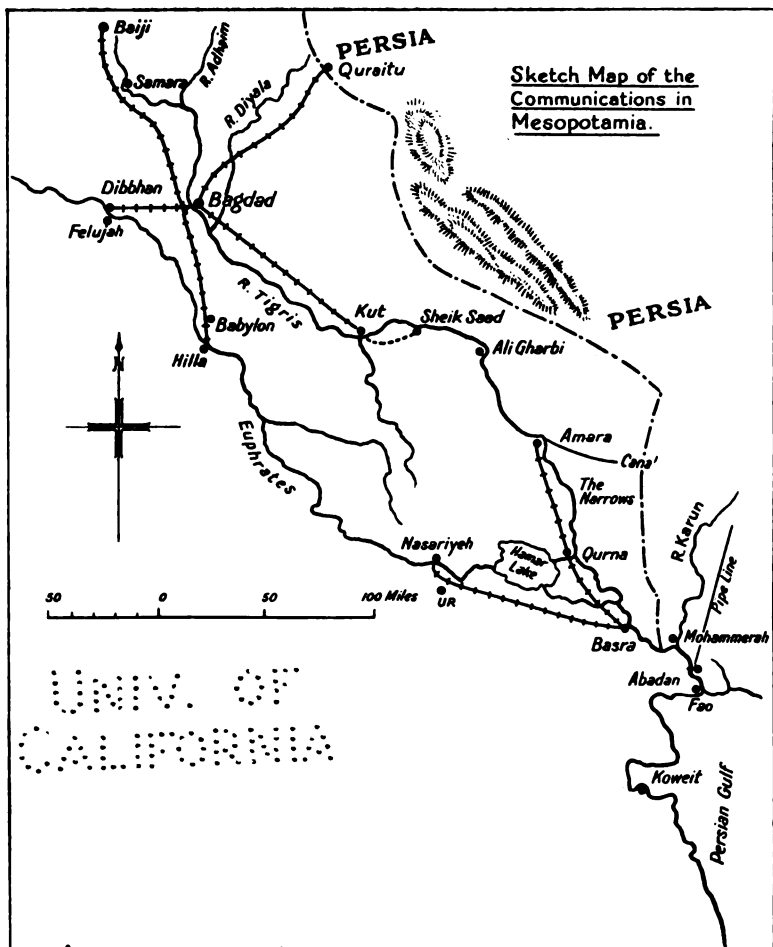 Baiji
PERSIA
Samara
R. Adhaim
Quraitu
R. Diyala
Sketch Map of the
Communications in
Mesopotamia.
Dibbhan
Bagdad
Felujah
R. Tigris
Kut
Sheik Saad
PERSIA
Babylon
Hilla
Ali Gharbi
N
Euphrates
Amara
Canal
The
Narrows
R. Karun
Pipe Line
Nasariyeh
Hamar
Lake
Qurna
50 0 50 100 Miles
UR
Basra
Mohammerah
Abadan
Fao
UNIV. OF
CALIFORNIA
Koweit
Persian Gulf